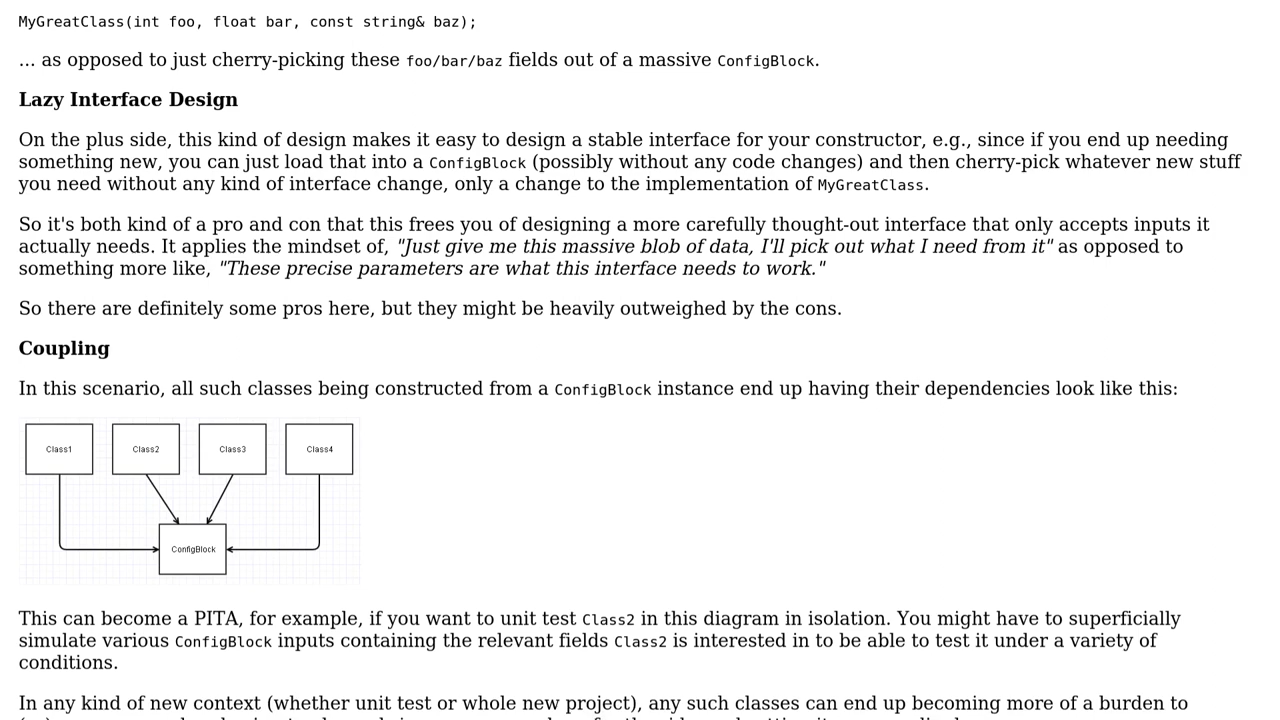 MyGreatClass(int foo, float bar, const string& baz);
... as opposed to just cherry-picking these foo/bar/baz fields out of a massive ConfigBlock.
Lazy Interface Design
On the plus side, this kind of design makes it easy to design a stable interface for your constructor, e.g., since if you end up needing
something new, you can just load that into a ConfigBlock (possibly without any code changes) and then cherry-pick whatever new stuff
you need without any kind of interface change, only a change to the implementation of MyGreatClass.
So it's both kind of a pro and con that this frees you of designing a more carefully thought-out interface that only accepts inputs it
actually needs. It applies the mindset of, "Just give me this massive blob of data, I'll pick out what I need from it" as opposed to
something more like, "These precise parameters are what this interface needs to work."
So there are definitely some pros here, but they might be heavily outweighed by the cons.
Coupling
In this scenario, all such classes being constructed from a ConfigBlock instance end up having their dependencies look like this:
Class1 Class2 Class3 Class4
ConfigBlock
This can become a PITA, for example, if you want to unit test Class2 in this diagram in isolation. You might have to superficially
simulate various ConfigBlock inputs containing the relevant fields Class2 is interested in to be able to test it under a variety of
conditions.
In any kind of new context (whether unit test or whole new project), any such classes can end up becoming more of a burden to